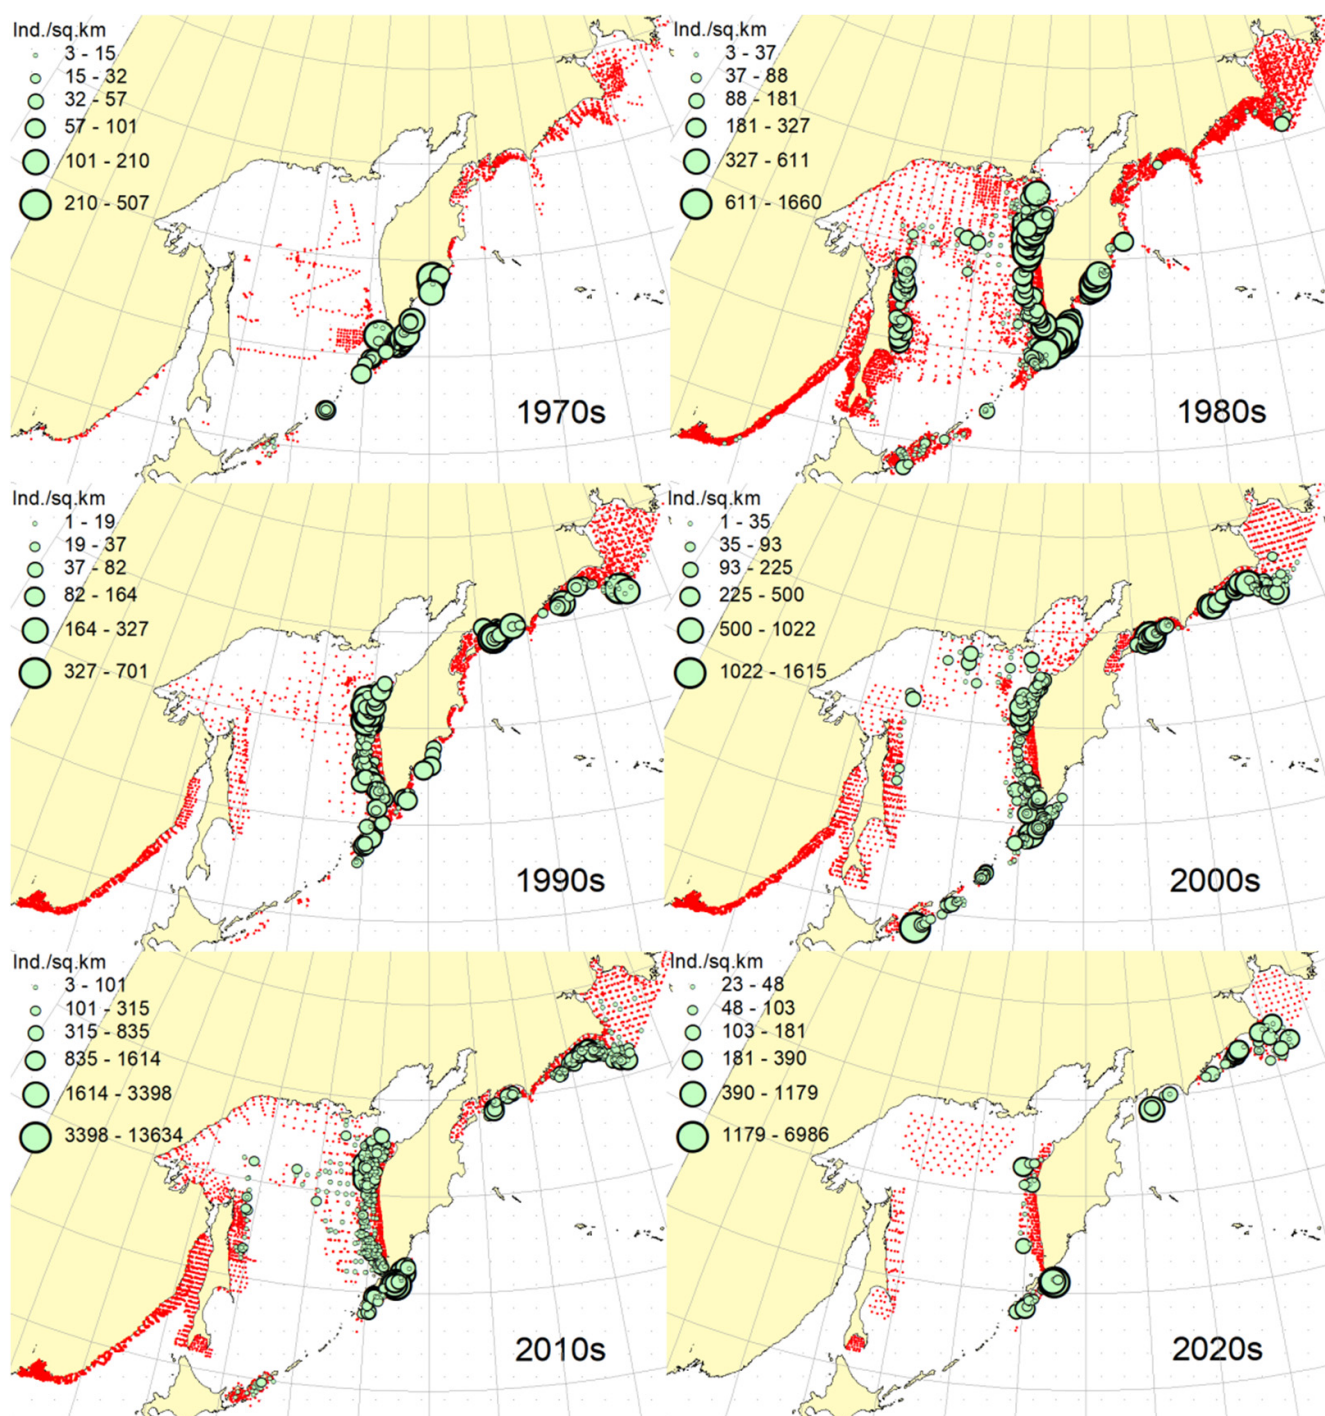 Ind./sq.km
3 - 15
15 - 32
32 - 57
57 - 101
101 - 210
210 - 507
1970s
Ind./sq.km
3 - 37
37 - 88
88 - 181
181 - 327
327 - 611
611 - 1660
1980s
Ind./sq.km
1 - 19
19 - 37
37 - 82
82 - 164
164 - 327
327 - 701
1990s
Ind./sq.km
1 - 35
35 - 93
93 - 225
225 - 500
500 - 1022
1022 - 1615
2000s
Ind./sq.km
3 - 101
101 - 315
315 - 835
835 - 1614
1614 - 3398
3398 - 13634
2010s
Ind./sq.km
23 - 48
48 - 103
103 - 181
181 - 390
390 - 1179
1179 - 6986
2020s